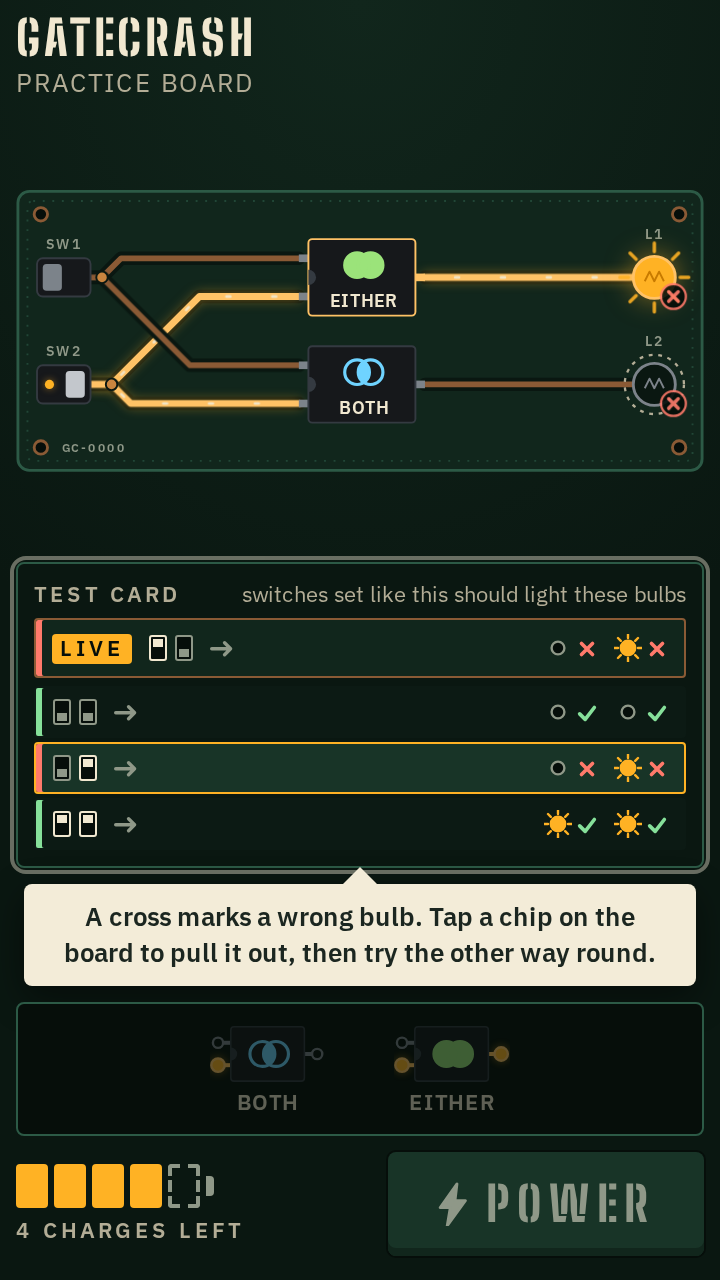 GATECRASH
PRACTICE BOARD
SW1
L1
EITHER
SW2
L2
BOTH
GC-0000
TEST CARD
switches set like this should light these bulbs
LIVE
A cross marks a wrong bulb. Tap a chip on the
board to pull it out, then try the other way round.
BOTH
EITHER
4 CHARGES LEFT
POWER